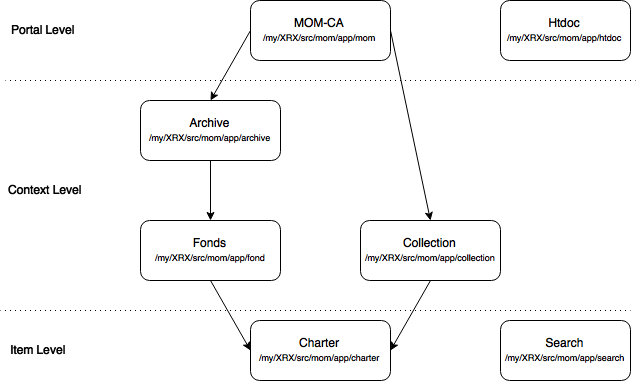 Portal Level
MOM-CA
/my/XRX/src/mom/app/mom
Htdoc
/my/XRX/src/mom/app/htdoc
Archive
/my/XRX/src/mom/app/archive
Context Level
Fonds
/my/XRX/src/mom/app/fond
Collection
/my/XRX/src/mom/app/collection
Item Level
Charter
/my/XRX/src/mom/app/charter
Search
/my/XRX/src/mom/app/search